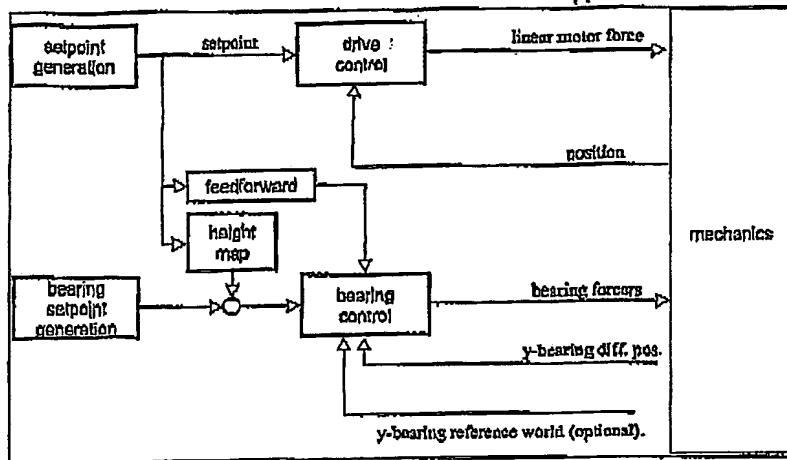 setpoint
generation
setpoint
drive
control
linear motor force
position
feedforward
height
map
mechanics
bearing
setpoint
generation
bearing
control
bearing forcers
y-bearing diff. pos.
y-bearing reference world (optional).